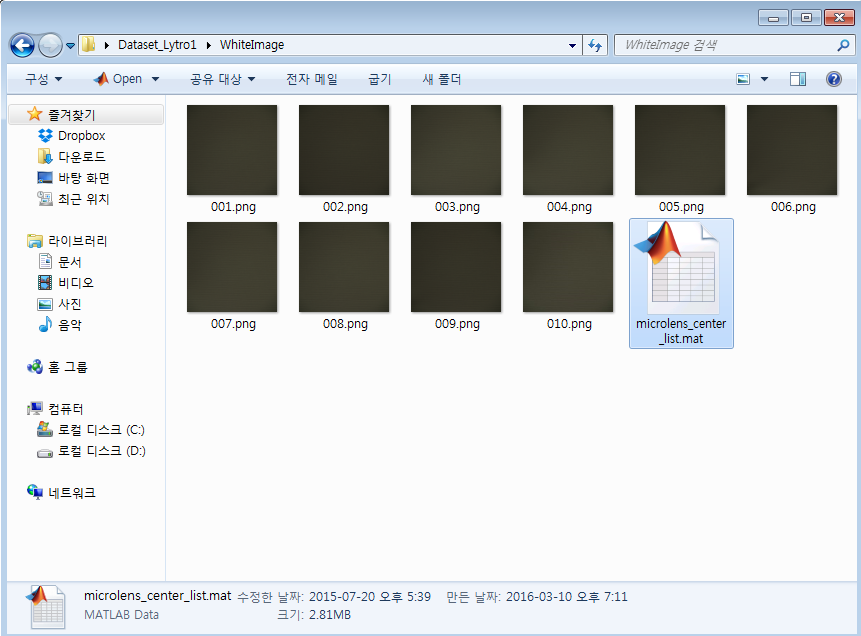 Dataset_Lytro1 WhiteImage WhiteImage 검색
구성 Open 공유 대상 전자 메일 굽기 새 폴더
즐겨찾기
Dropbox
다운로드
바탕 화면
최근 위치
라이브러리
문서
비디오
사진
음악
홈 그룹
컴퓨터
로컬 디스크 (C:)
로컬 디스크 (D:)
네트워크
001.png 002.png 003.png 004.png 005.png 006.png
007.png 008.png 009.png 010.png microlens_center
_list.mat
microlens_center_list.mat 수정한 날짜: 2015-07-20 오후 5:39 만든 날짜: 2016-03-10 오후 7:11
MATLAB Data 크기: 2.81MB